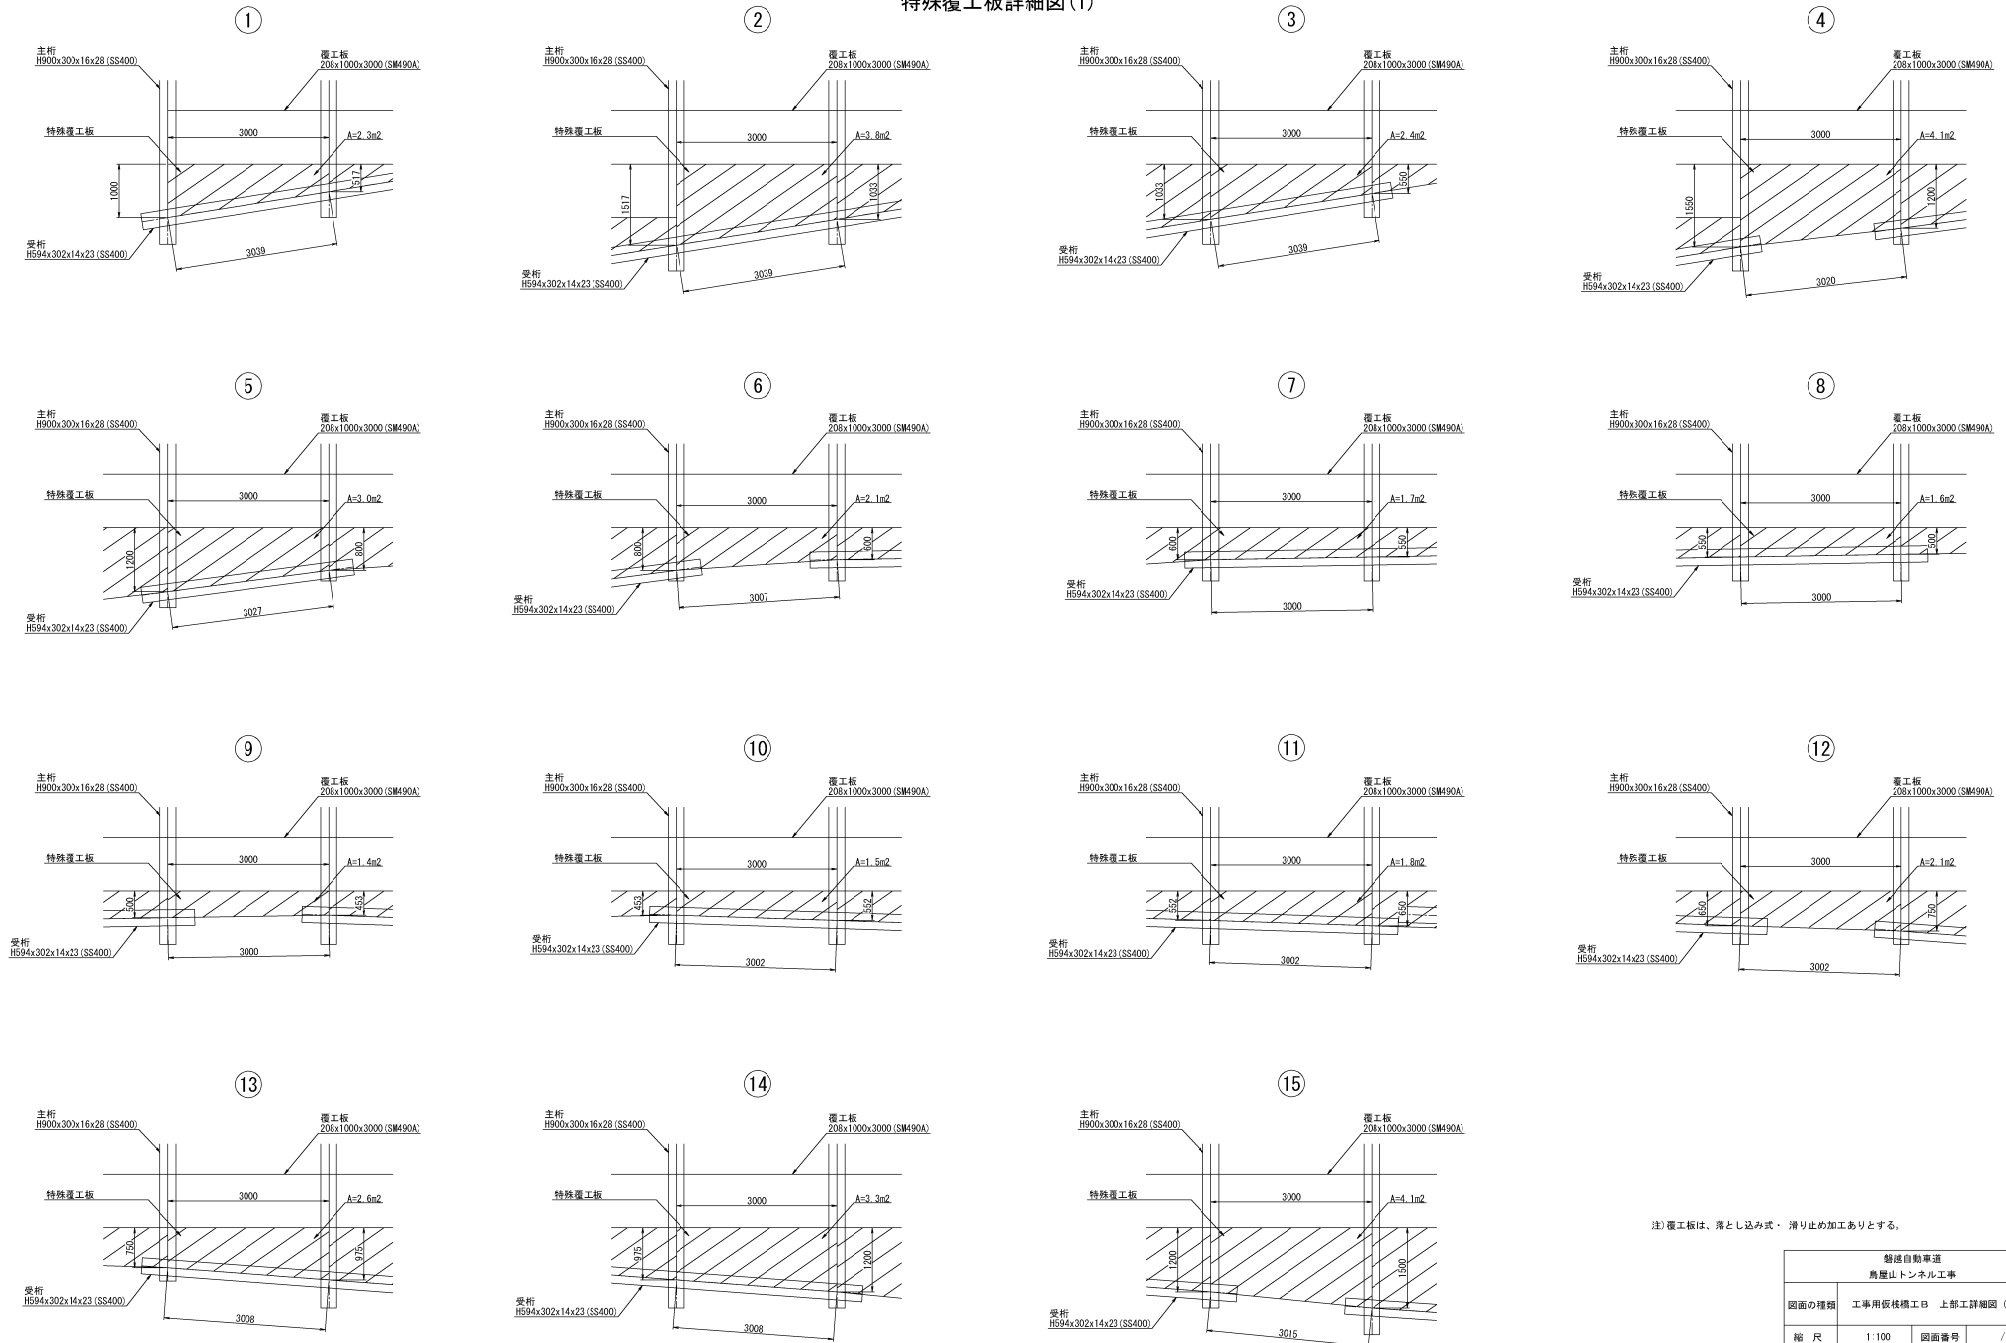 特殊覆工板詳細図(1)
①
主桁
H900x300x16x28(SS400)
覆工板
208x1000x3000(SM490A)
特殊覆工板
3000
A=2.3m2
1000
517
受桁
H594x302x14x23(SS400)
3039
②
主桁
H900x300x16x28(SS400)
覆工板
208x1000x3000(SM490A)
特殊覆工板
3000
A=3.8m2
1517
1033
受桁
H594x302x14x23(SS400)
3039
③
主桁
H900x300x16x28(SS400)
覆工板
208x1000x3000(SM490A)
特殊覆工板
3000
A=2.4m2
1033
550
受桁
H594x302x14x23(SS400)
3039
④
主桁
H900x300x16x28(SS400)
覆工板
208x1000x3000(SM490A)
特殊覆工板
3000
A=4.1m2
1550
1200
受桁
H594x302x14x23(SS400)
3020
⑤
主桁
H900x300x16x28(SS400)
覆工板
208x1000x3000(SM490A)
特殊覆工板
3000
A=3.0m2
1200
800
受桁
H594x302x14x23(SS400)
3027
⑥
主桁
H900x300x16x28(SS400)
覆工板
208x1000x3000(SM490A)
特殊覆工板
3000
A=2.1m2
800
600
受桁
H594x302x14x23(SS400)
3007
⑦
主桁
H900x300x16x28(SS400)
覆工板
208x1000x3000(SM490A)
特殊覆工板
3000
A=1.7m2
600
550
受桁
H594x302x14x23(SS400)
3000
⑧
主桁
H900x300x16x28(SS400)
覆工板
208x1000x3000(SM490A)
特殊覆工板
3000
A=1.6m2
550
500
受桁
H594x302x14x23(SS400)
3000
⑨
主桁
H900x300x16x28(SS400)
覆工板
208x1000x3000(SM490A)
特殊覆工板
3000
A=1.4m2
500
453
受桁
H594x302x14x23(SS400)
3000
⑩
主桁
H900x300x16x28(SS400)
覆工板
208x1000x3000(SM490A)
特殊覆工板
3000
A=1.5m2
453
552
受桁
H594x302x14x23(SS400)
3002
⑪
主桁
H900x300x16x28(SS400)
覆工板
208x1000x3000(SM490A)
特殊覆工板
3000
A=1.8m2
552
650
受桁
H594x302x14x23(SS400)
3002
⑫
主桁
H900x300x16x28(SS400)
覆工板
208x1000x3000(SM490A)
特殊覆工板
3000
A=2.1m2
650
750
受桁
H594x302x14x23(SS400)
3002
⑬
主桁
H900x300x16x28(SS400)
覆工板
208x1000x3000(SM490A)
特殊覆工板
3000
A=2.6m2
750
975
受桁
H594x302x14x23(SS400)
3008
⑭
主桁
H900x300x16x28(SS400)
覆工板
208x1000x3000(SM490A)
特殊覆工板
3000
A=3.3m2
975
1200
受桁
H594x302x14x23(SS400)
3008
⑮
主桁
H900x300x16x28(SS400)
覆工板
208x1000x3000(SM490A)
特殊覆工板
3000
A=4.1m2
1200
1500
受桁
H594x302x14x23(SS400)
3015
注)覆工板は、落とし込み式・ 滑り止め加工ありとする。
磐越自動車道
鳥屋山トンネル工事
図面の種類 工事用仮桟橋工B 上部工詳細図(
縮 尺 1:100 図面番号 /